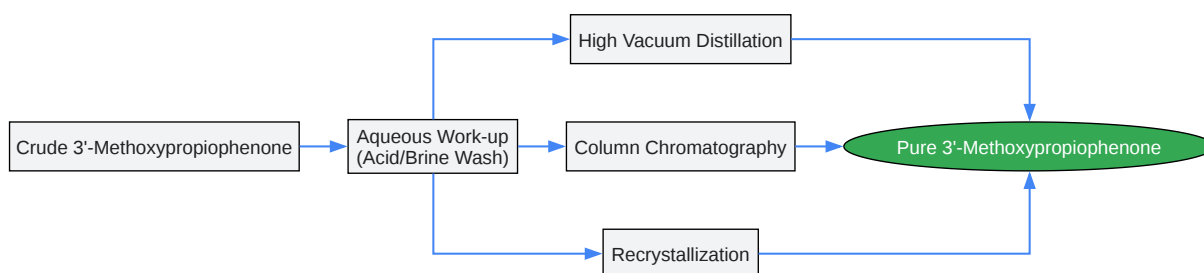 High Vacuum Distillation
Crude 3'-Methoxypropiophenone
Aqueous Work-up
(Acid/Brine Wash)
Column Chromatography
Pure 3'-Methoxypropiophenone
Recrystallization